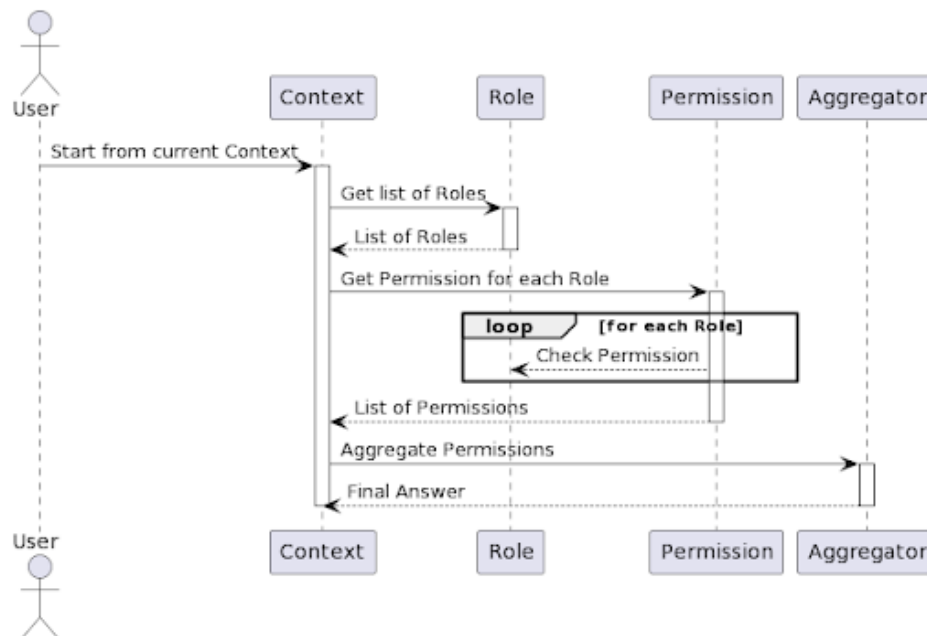 User
Context Role Permission Aggregator
Start from current Context
Get list of Roles
List of Roles
Get Permission for each Role
loop [for each Role]
Check Permission
List of Permissions
Aggregate Permissions
Final Answer
User
Context Role Permission Aggregator